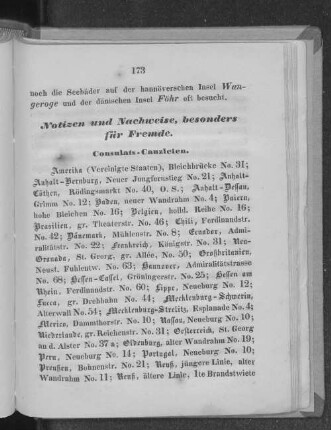 173
noch die Seebäder auf der hannöverschen Insel Wan-
geroge und der dänischen Insel Föhr oft besucht.
Notizen und Nachweise, besonders
für Fremde.
Consulats-Canzleien.
Amerika (Vereinigte Staaten), Bleichbrücke No. 31;
Anhalt-Bernburg, Neuer Jungfernstieg No. 21; Anhalt-
Cöthen, Rödingsmarkt No. 40, O. S.; Anhalt-Dessau,
Grimm No. 12; Baden, neuer Wandrahm No. 4; Baiern,
hohe Bleichen No. 16; Belgien, holld. Reihe No. 16;
Brasilien, gr. Theaterstr. No. 46; Chili, Ferdinandstr.
No. 42; Dänemark, Mühlenstr. No. 8; Ecuador, Admi-
ralitätstr. No. 22; Frankreich, Königstr. No. 31; Neu-
Grenada, St. Georg, gr. Allee No. 50; Großbritanien,
Neust. Fuhlentw. No. 63; Hannover, Admiralitätstrasse
No. 68; Hessen-Cassel, Gröningerstr. No. 25; Hessen am
Rhein, Ferdinandstr. No. 60; Lippe, Neueburg No. 12;
Lucca, gr. Drehbahn No. 44; Mecklenburg-Schwerin,
Alterwall No. 54; Mecklenburg-Strelitz, Esplanade No. 4;
Mexico, Dammthorstr. No. 10; Nassau, Neueburg No. 10;
Niederlande, gr. Reichenstr. No. 31; Oesterreich, St. Georg
an d. Alster No. 37 a; Oldenburg, alter Wandrahm No. 19;
Peru, Neueburg No. 14; Portugal, Neueburg No. 10;
Preußen, Bohnenstr. No. 21; Reuß, jüngere Linie, alter
Wandrahm No. 11; Reuß, ältere Linie, 1te Brandstwiete